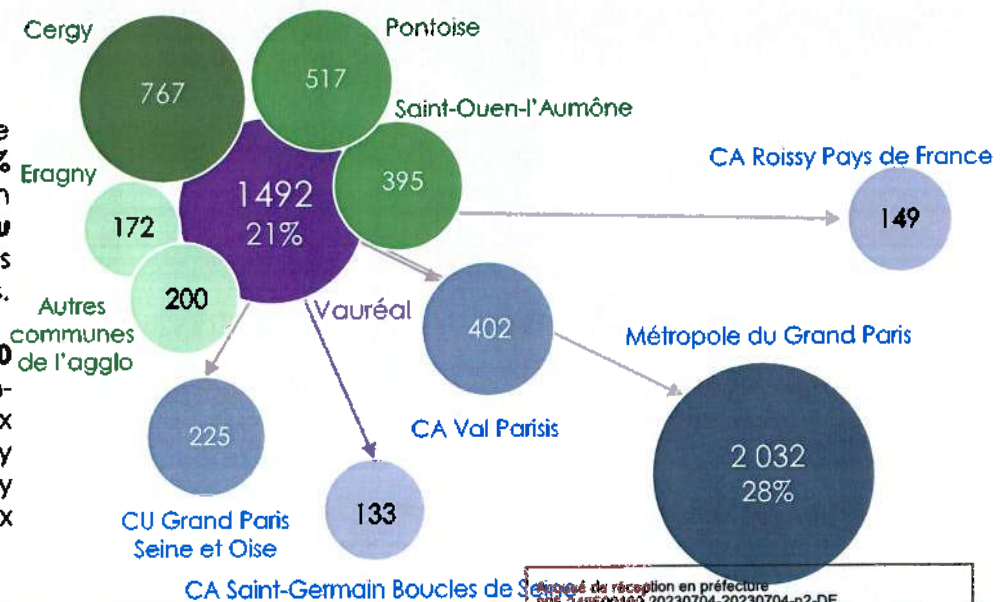 Cergy
Pontoise
767
517
Saint-Ouen-l'Aumône
e
%
Eragny
n
u
s
s.
395
CA Roissy Pays de France
149
1492
21%
172
200
Autres
communes
de l'agglo
0
-
x
y
y
x
Vauréal
402
Métropole du Grand Paris
CA Val Parisis
225
2 032
28%
133
CU Grand Paris
Seine et Oise
CA Saint-Germain Boucles de
de réception en préfecture
20230704-20230704-n2-DE